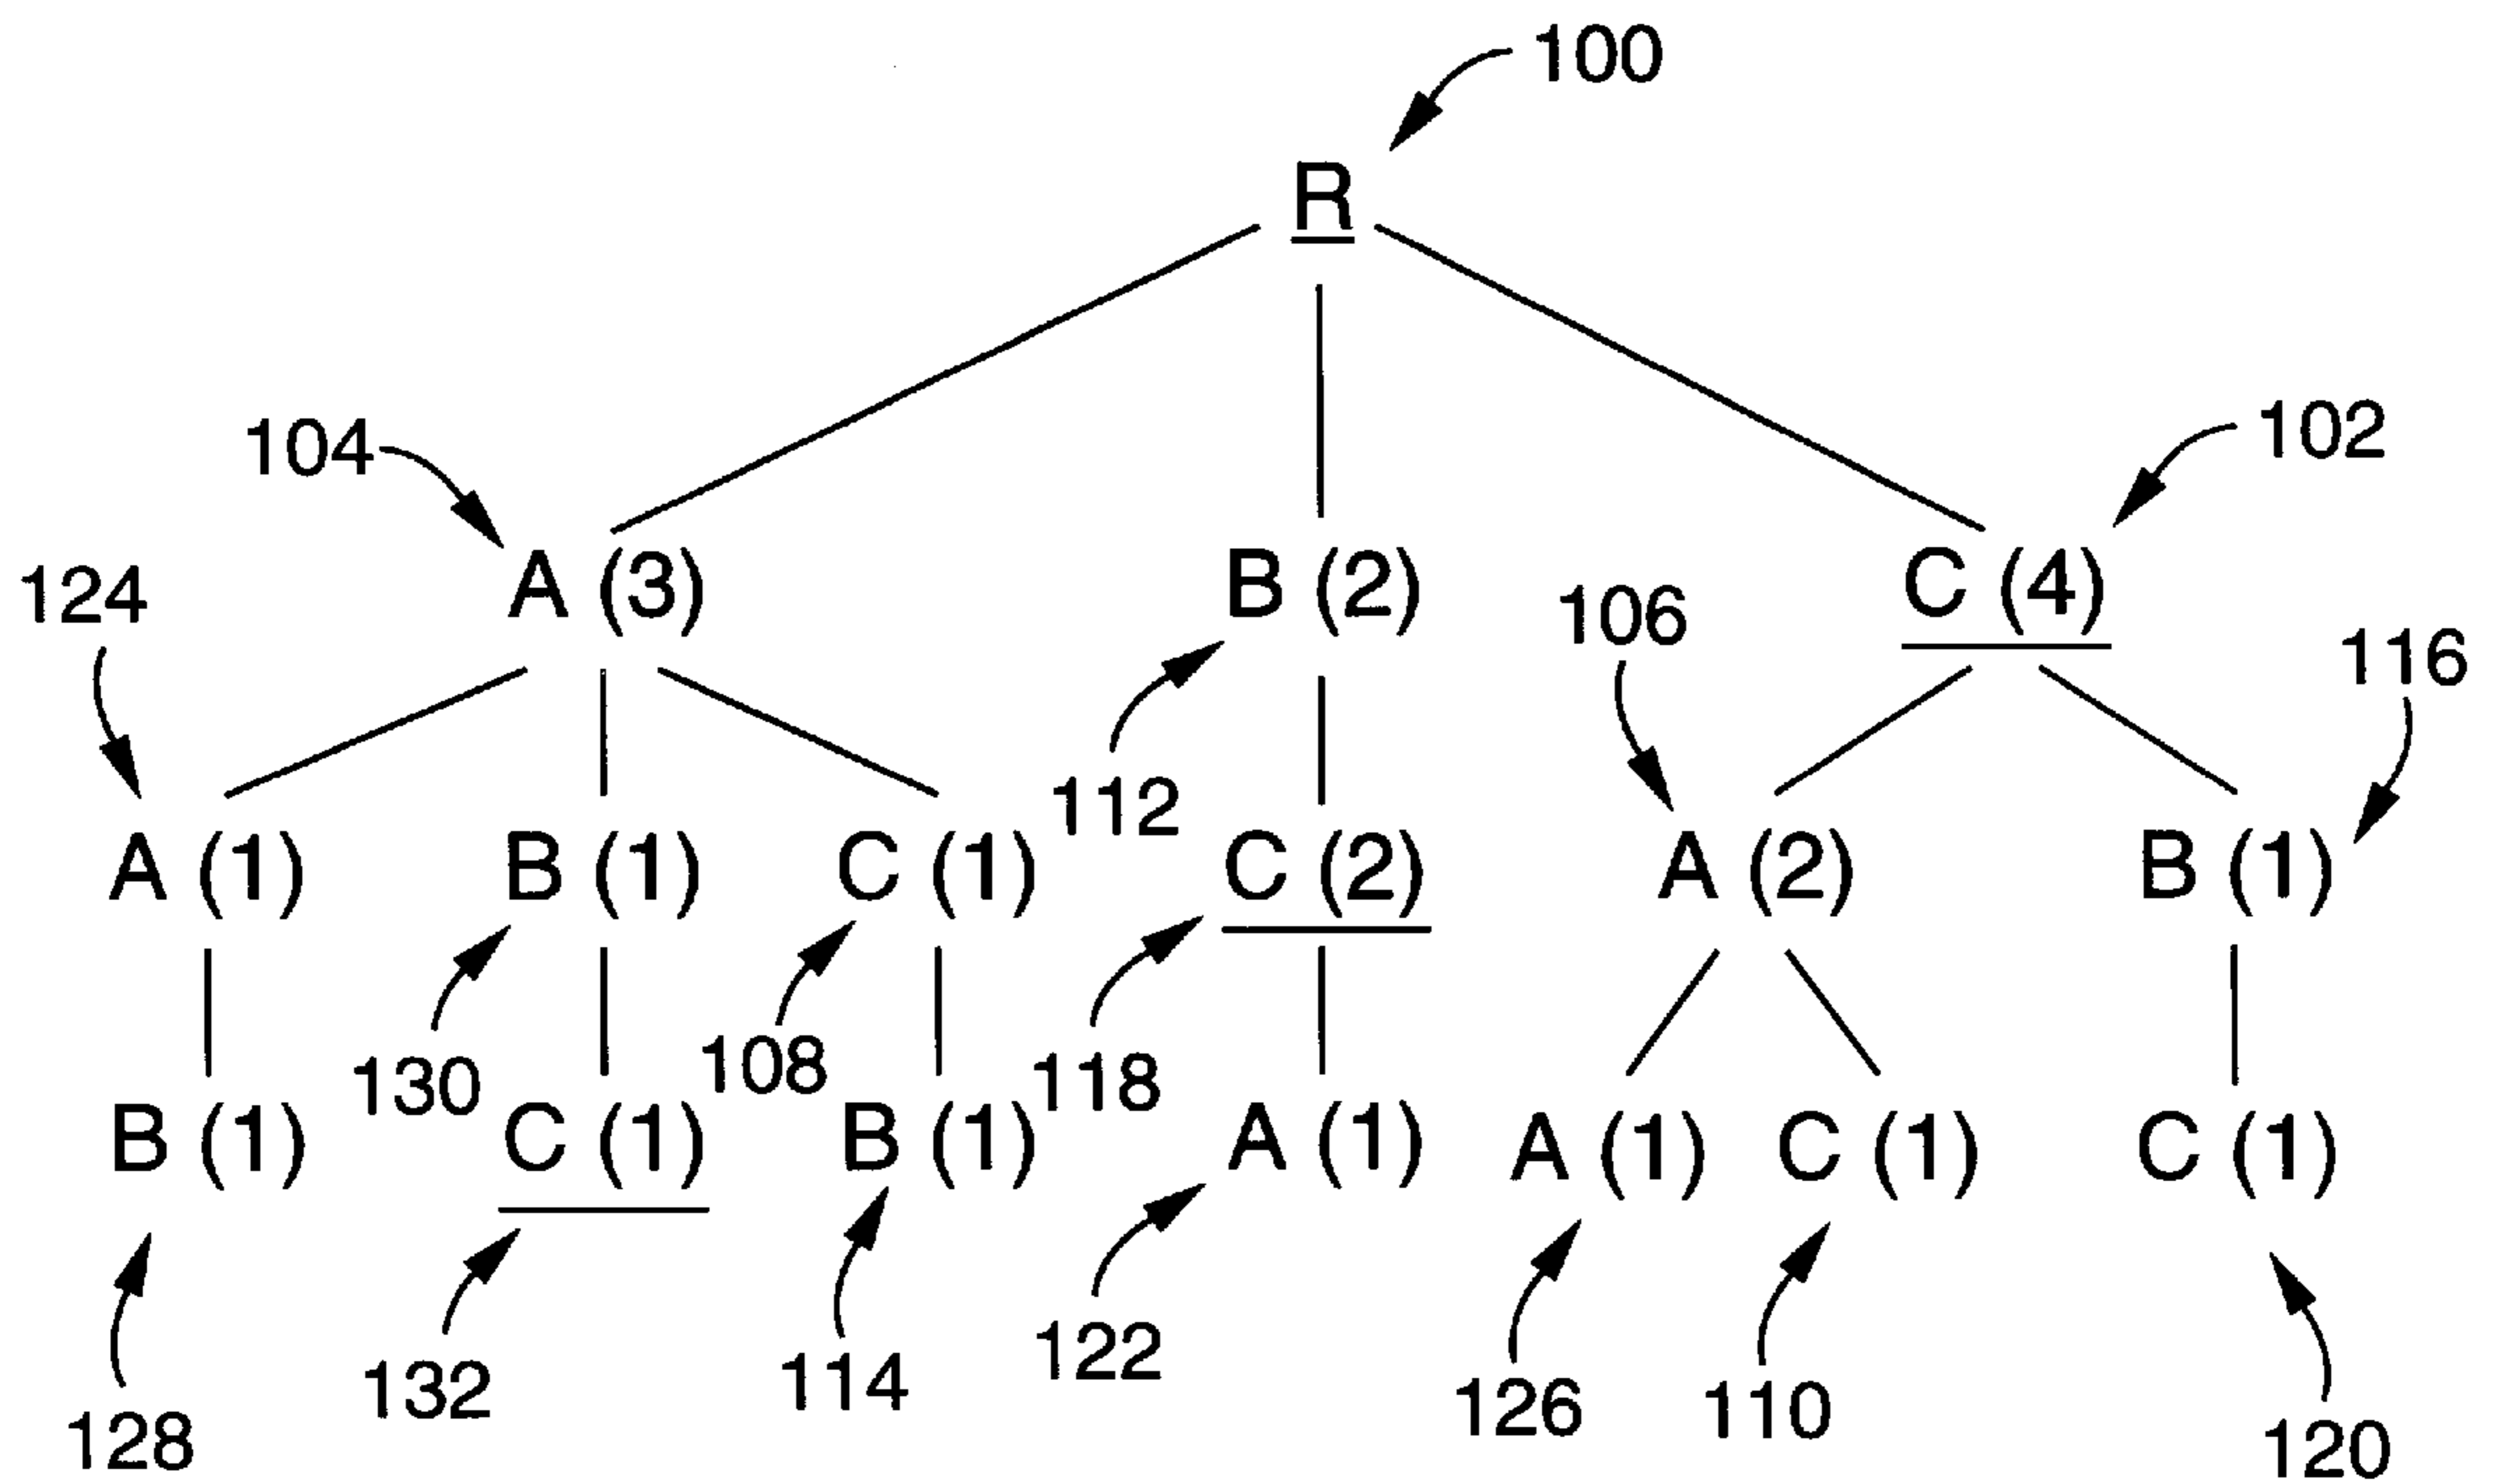 100
R
104
102
A (3)
B (2)
C (4)
124
106
116
112
A (1)
B (1)
C (1)
C (2)
A (2)
B (1)
130
108
118
B (1)
C (1)
B (1)
A (1)
A (1)
C (1)
C (1)
128
132
114
122
126
110
120